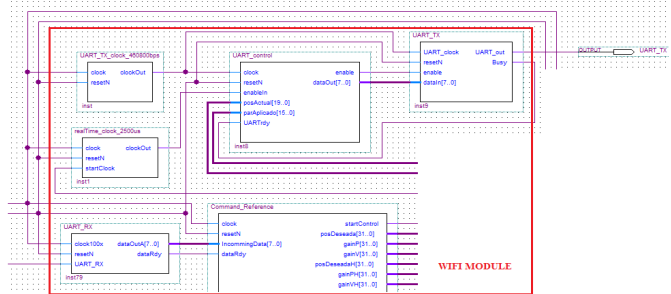 UART_TX_clock_460800bps
clock clockOut
resetN
inst
realTime_clock_2500us
clock clockOut
resetN
startClock
inst1
UART_control
clock enable
resetN dataOut[7..0]
enableIn
posActual[19..0]
parAplicado[15..0]
UARTrdy
inst8
UART_TX
UART_clock UART_out
resetN Busy
enable
dataIn[7..0]
inst9
OUTPUT UART_TX
UART_RX
clock100x dataOutA[7..0]
resetN dataRdy
UART_RX
inst79
Command_Reference
clock startControl
resetN posDeseada[31..0]
IncommingData[7..0] gainP[31..0]
dataRdy gainV[31..0]
posDeseadaH[31..0]
gainPH[31..0]
gainVH[31..0]
WIFI MODULE